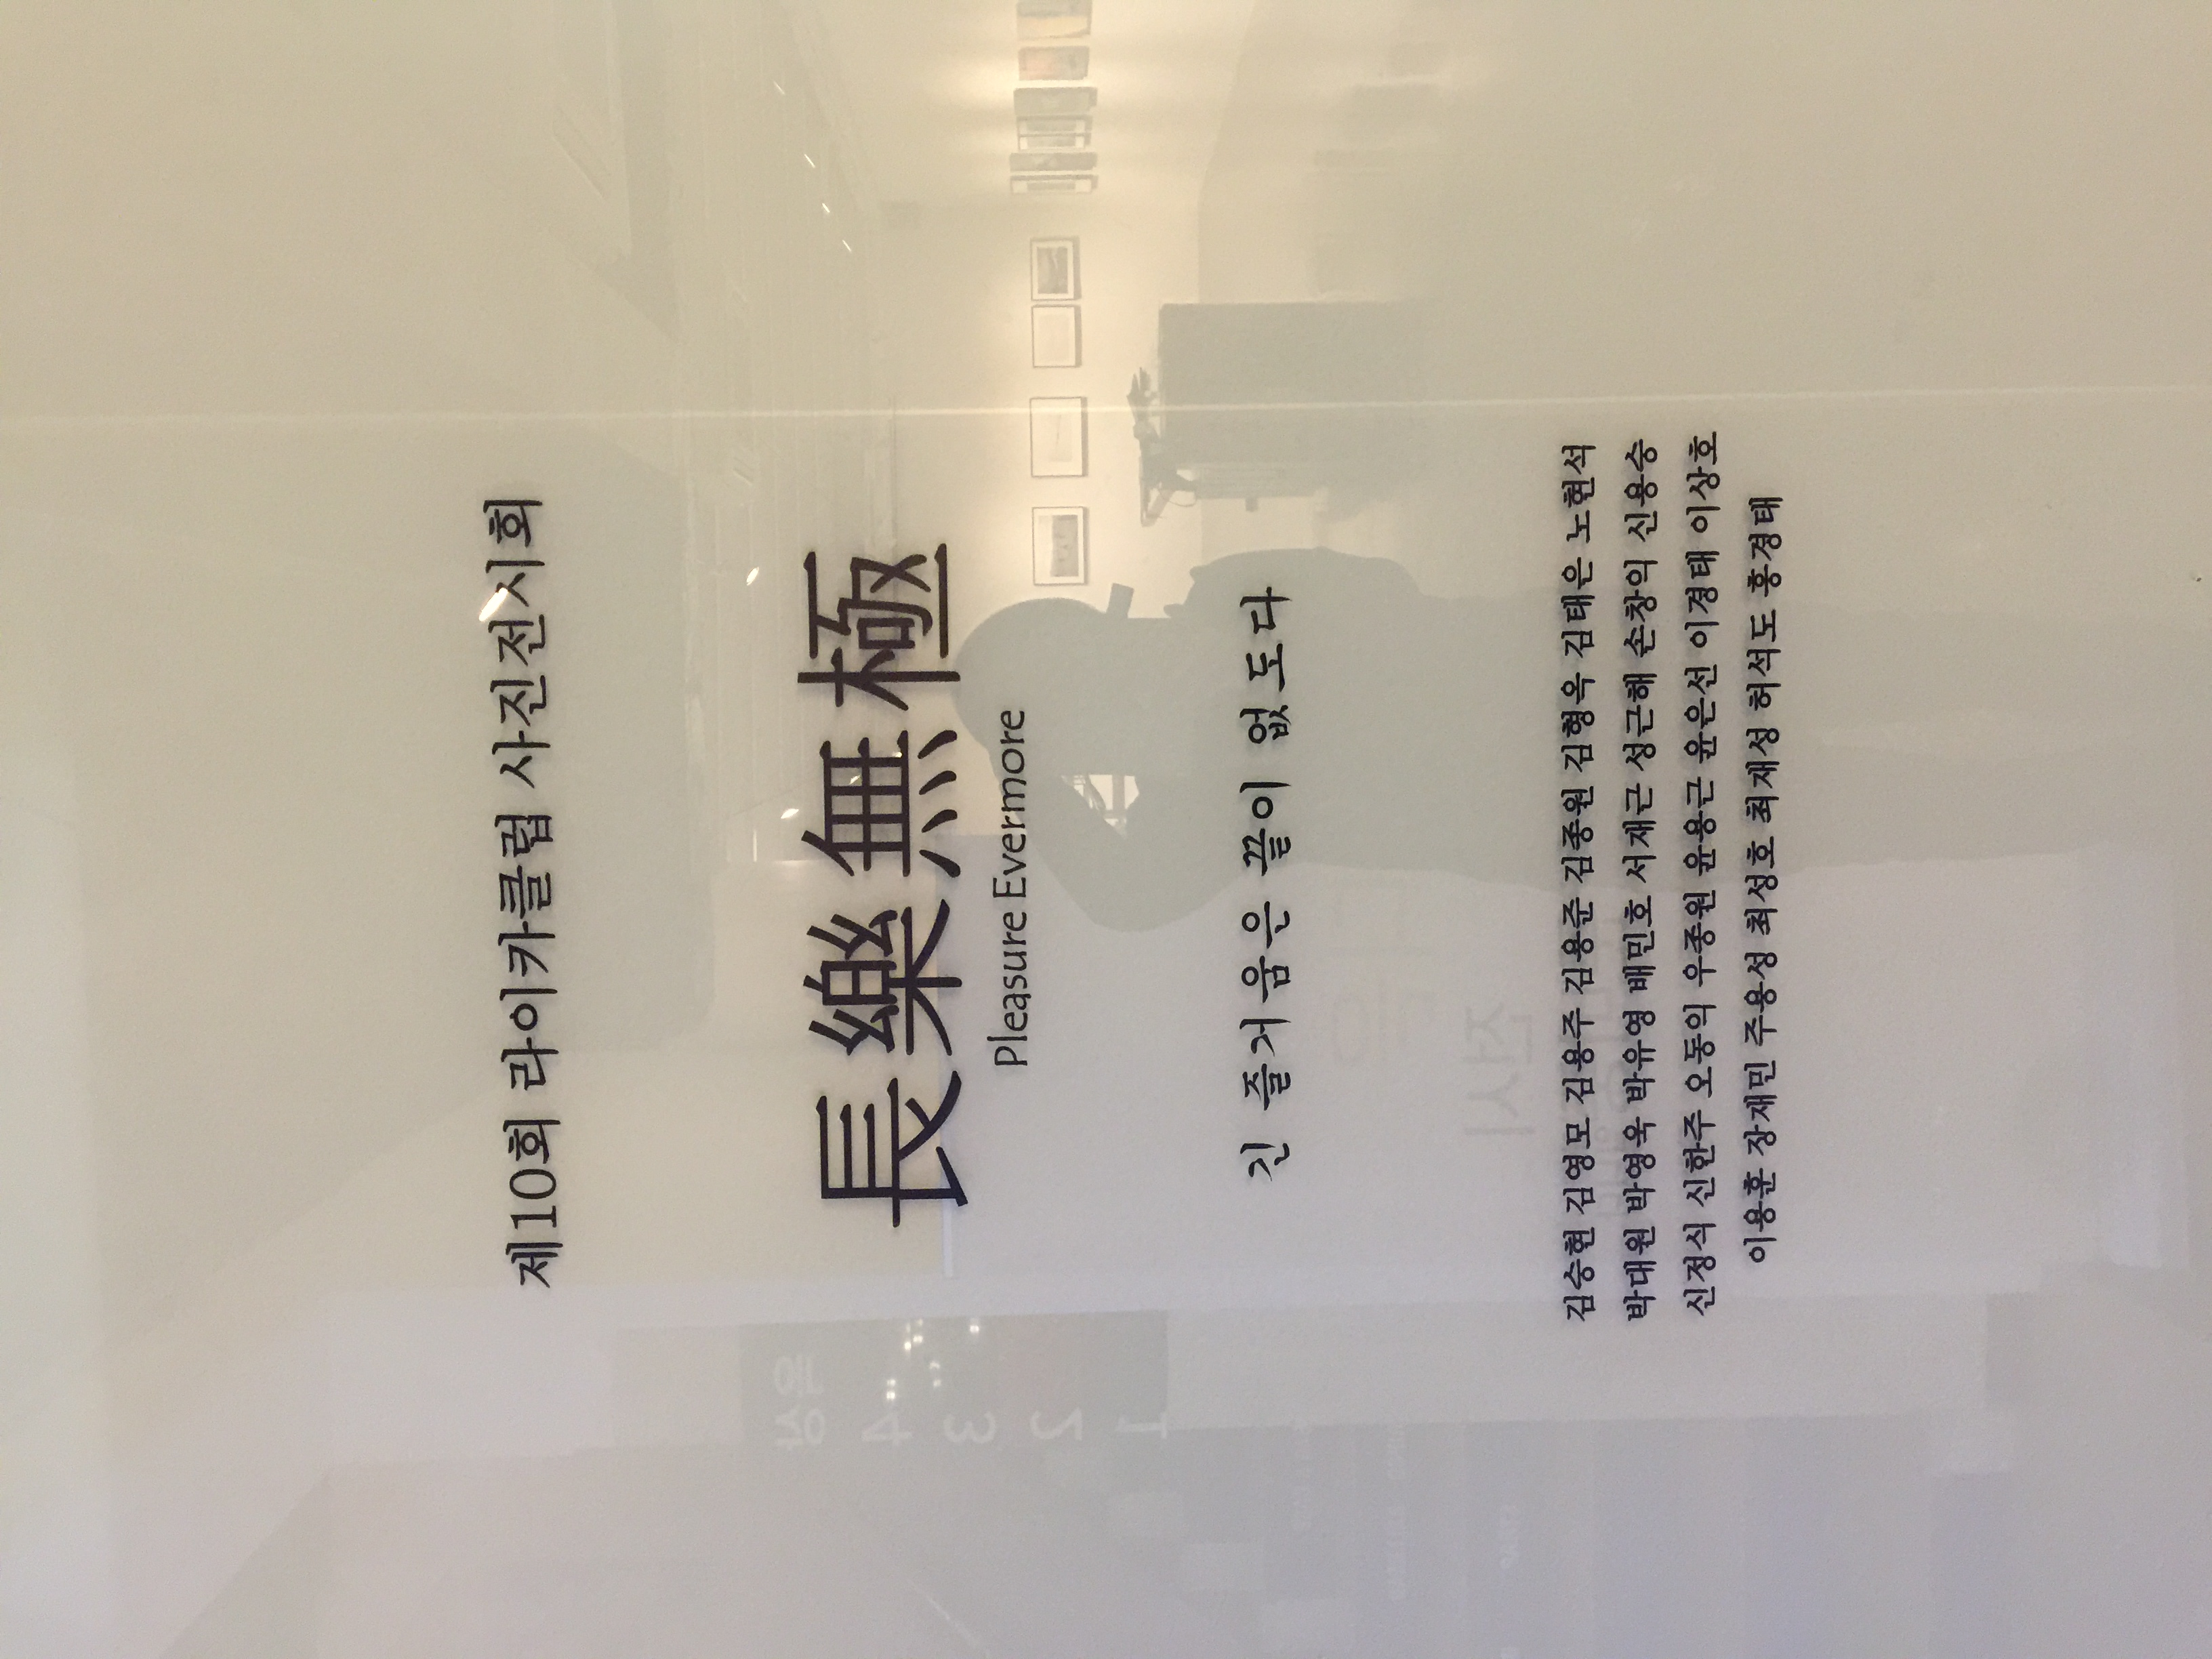 제10회 라이카클럽 사진전시회
長樂無極
Pleasure Evermore
긴 즐거움은 끝이 없도다
김승현 김영모 김용주 김용준 김종원 김형옥 김태은 노현석
박대원 박영욱 박유영 배민호 서재근 성근해 손창익 신용승
신정식 신한주 오동익 우종원 윤용근 윤은선 이경태 이상호
이용훈 장재민 주용성 최성호 최재성 허석도 홍경태